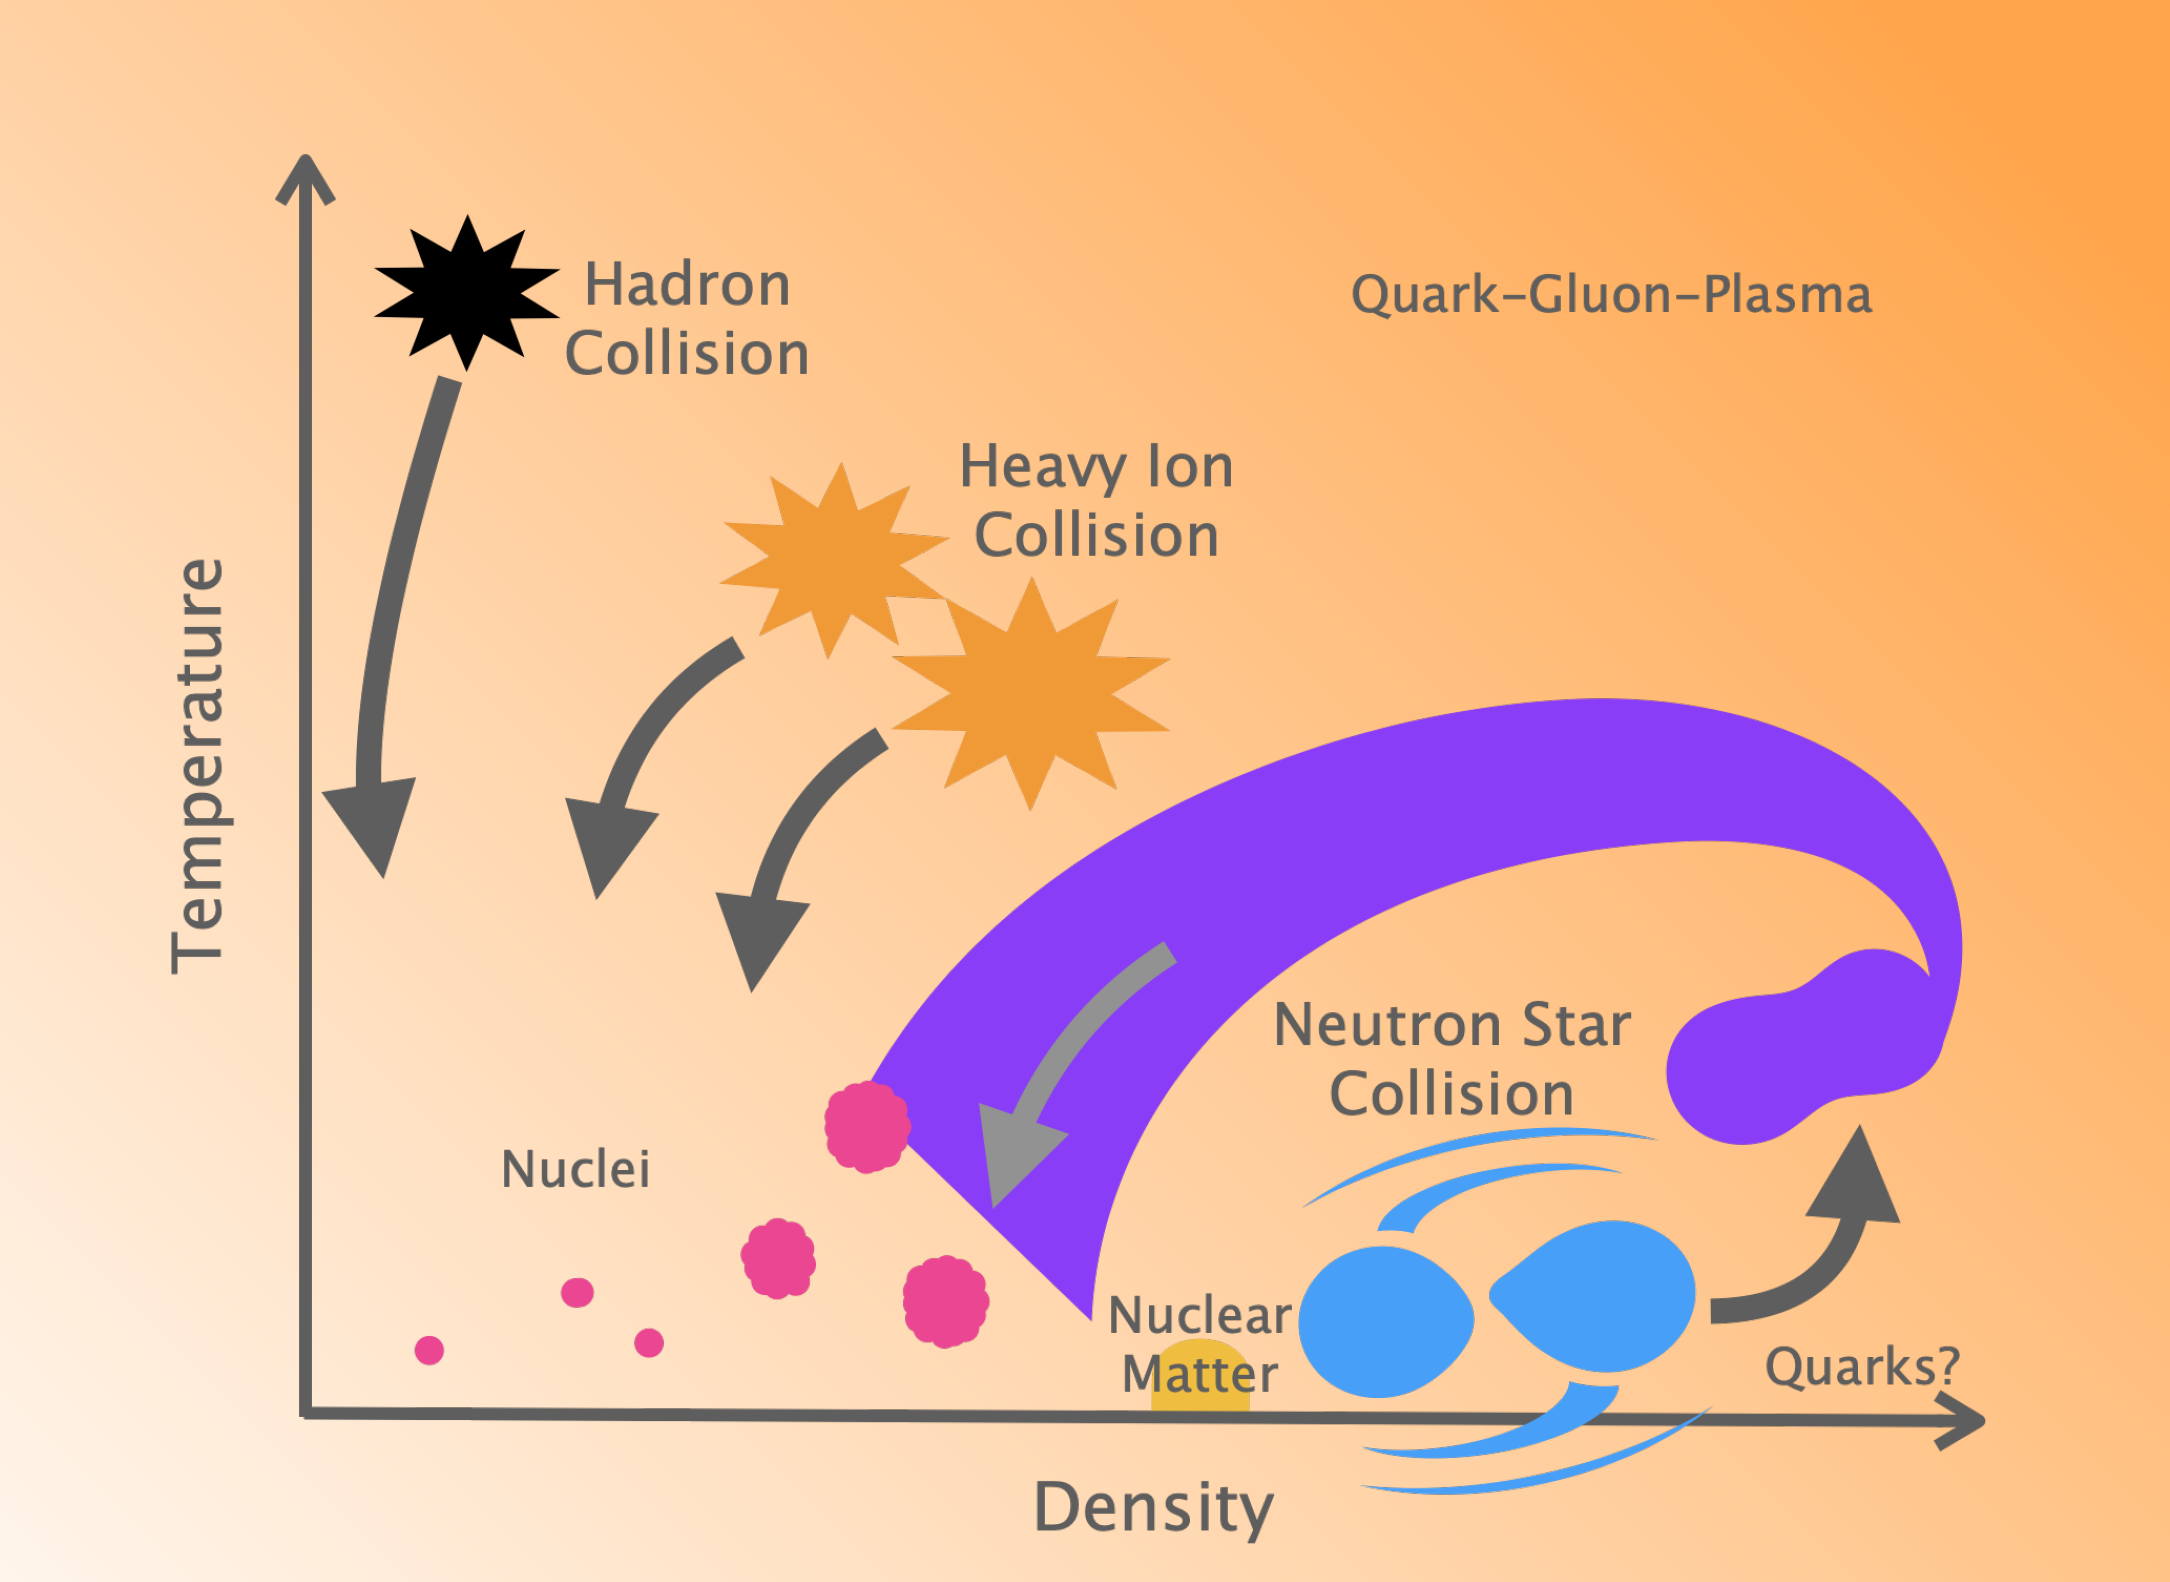 Hadron
Collision
Quark-Gluon-Plasma
Heavy Ion
Collision
Temperature
Neutron Star
Collision
Nuclei
Nuclear
Matter
Quarks?
Density